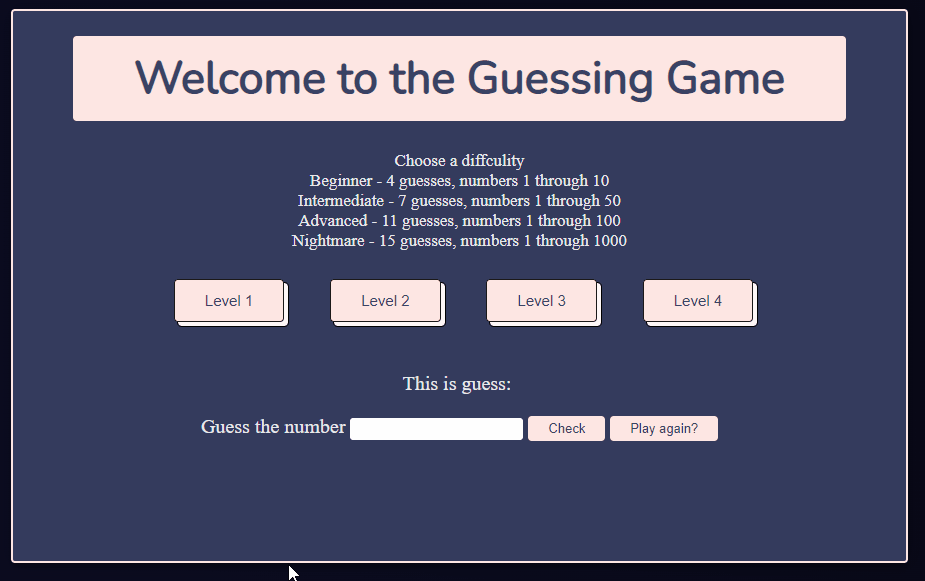 Welcome to the Guessing Game
Choose a diffculity
Beginner - 4 guesses, numbers 1 through 10
Intermediate - 7 guesses, numbers 1 through 50
Advanced - 11 guesses, numbers 1 through 100
Nightmare - 15 guesses, numbers 1 through 1000
Level 1 Level 2 Level 3 Level 4
This is guess:
Guess the number Check Play again?